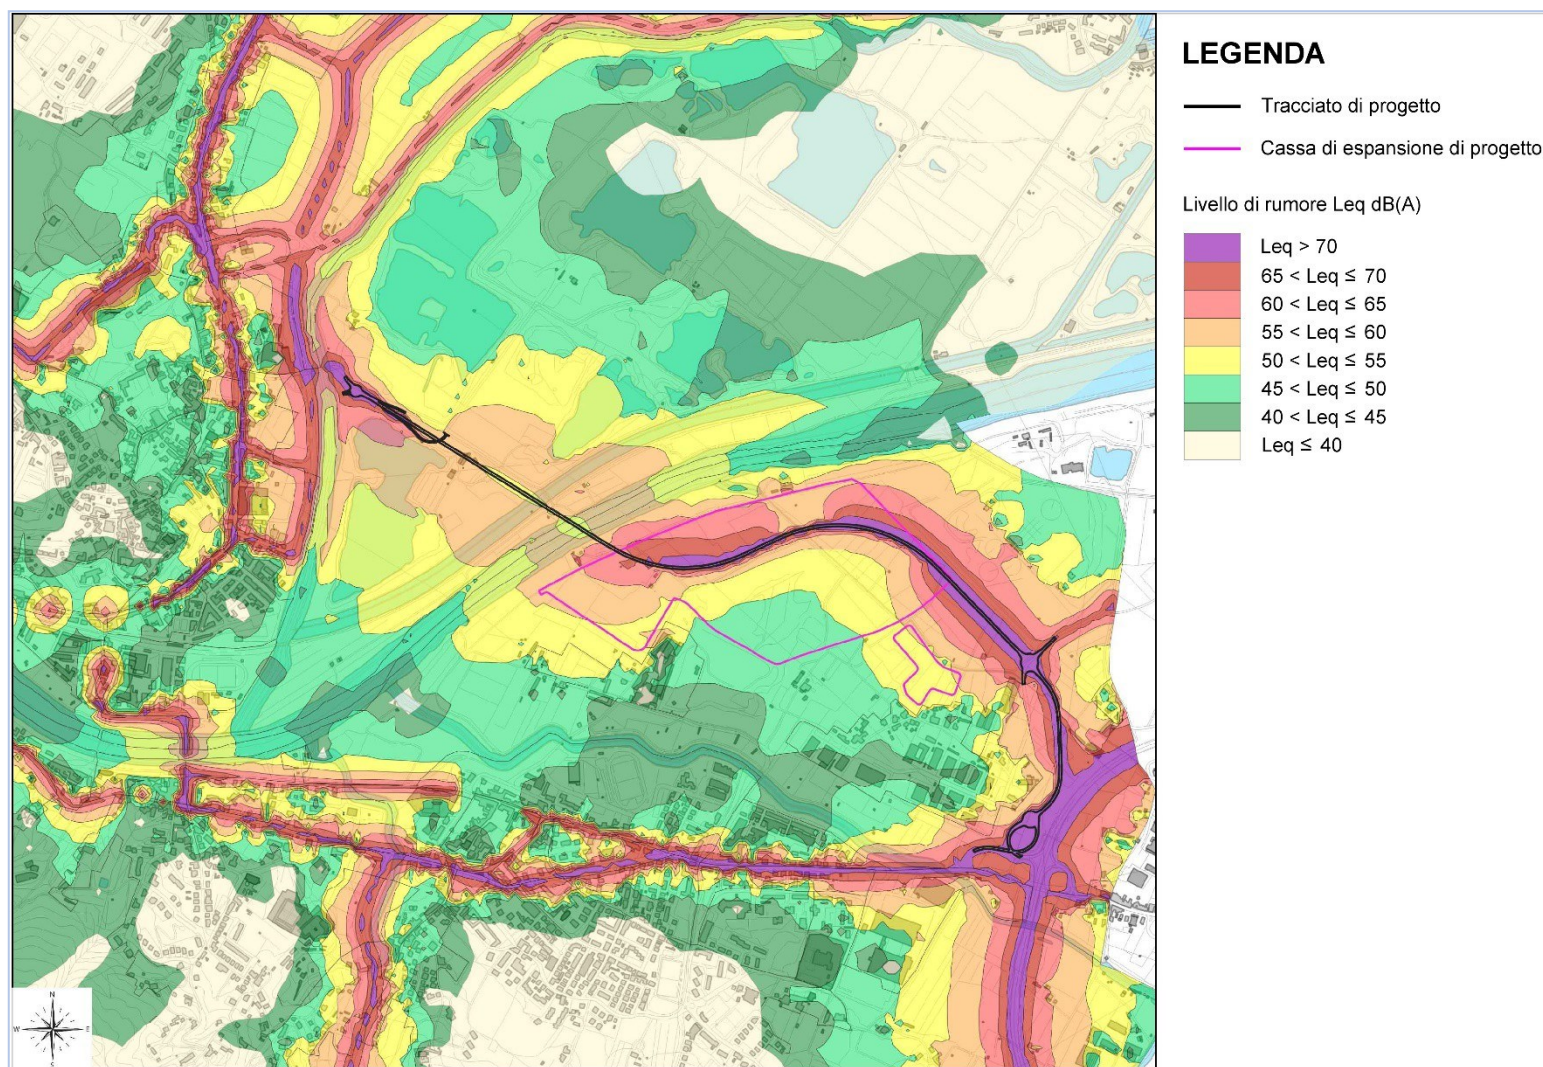 LEGENDA
Tracciato di progetto
Cassa di espansione di progetto
Livello di rumore Leq dB(A)
Leq > 70
65 < Leq ≤ 70
60 < Leq ≤ 65
55 < Leq ≤ 60
50 < Leq ≤ 55
45 < Leq ≤ 50
40 < Leq ≤ 45
Leq ≤ 40
N
W E
S